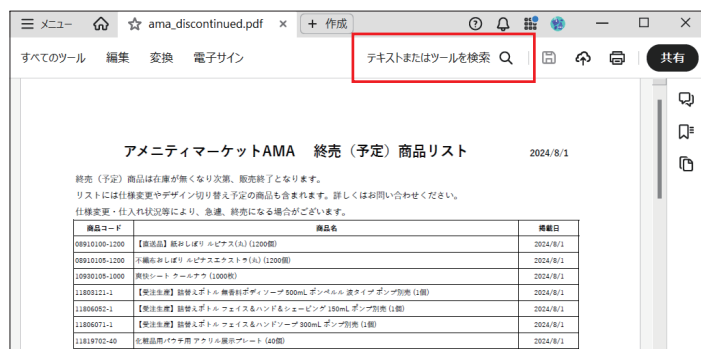 メニュー ama_discontinued.pdf × + 作成
すべてのツール 編集 変換 電子サイン テキストまたはツールを検索 共有
アメニティマーケットAMA 終売（予定）商品リスト 2024/8/1
終売（予定）商品は在庫が無くなり次第、販売終了となります。
リストには仕様変更やデザイン切り替え予定の商品も含まれます。詳しくはお問い合わせください。
仕様変更・仕入れ状況等により、急遽、終売になる場合がございます。
商品コード 商品名 掲載日
08910100-1200 【直送品】紙おしぼり ルピナス(丸)(1200個) 2024/8/1
08910105-1200 不織布おしぼり ルピナスエクストラ(丸)(1200個) 2024/8/1
10930105-1000 爽快シート クールナウ(1000枚) 2024/8/1
11803121-1 【受注生産】詰替えボトル 無香料ボディソープ 500mL ボンベルル 波タイプ ポンプ別売(1個) 2024/8/1
11806052-1 【受注生産】詰替えボトル フェイス＆ハンド＆シェービング 150mL ポンプ別売(1個) 2024/8/1
11806071-1 【受注生産】詰替えボトル フェイス＆ハンドソープ 300mL ポンプ別売(1個) 2024/8/1
11819702-40 化粧品用パウチ用 アクリル展示プレート(40個) 2024/8/1